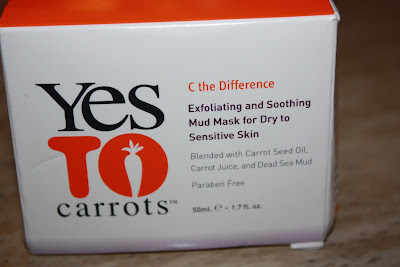 Yes
TO
carrots™
C the Difference
Exfoliating and Soothing
Mud Mask for Dry to
Sensitive Skin
Blended with Carrot Seed Oil,
Carrot Juice, and Dead Sea Mud
Paraben Free
50ml. ℮ – 1.7 fl. oz.